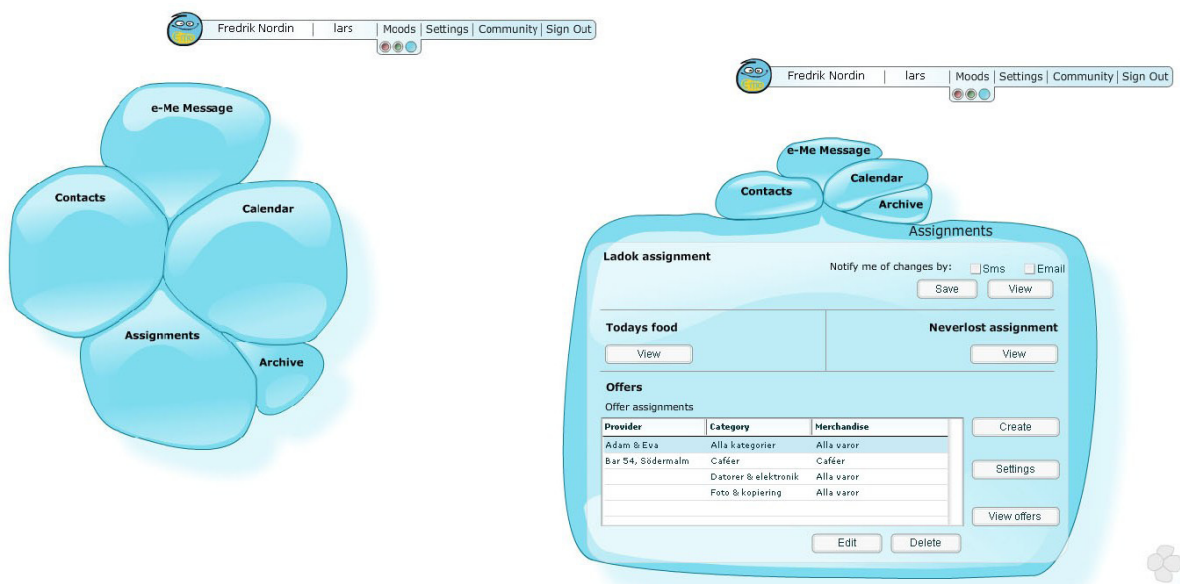 Fredrik Nordin | lars | Moods | Settings | Community | Sign Out
e-Me Message
Contacts
Calendar
Assignments
Archive
Fredrik Nordin | lars | Moods | Settings | Community | Sign Out
e-Me Message
Calendar
Contacts
Archive
Assignments
Ladok assignment
Notify me of changes by: Sms Email
Save View
Todays food Neverlost assignment
View View
Offers
Offer assignments
Provider Category Merchandise
Adam & Eva Alla kategorier Alla varor
Bar 54, Södermalm Caféer Caféer
Datorer & elektronik Alla varor
Foto & kopiering Alla varor
Create
Settings
View offers
Edit Delete